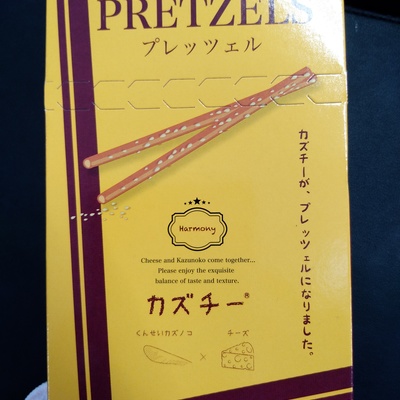 PRETZELS
プレッツェル
カズチーが、プレッツェルになりました。
Harmony
Cheese and Kazunoko come together...
Please enjoy the exquisite
balance of taste and texture.
カズチー®
くんせいカズノコ
チーズ
×